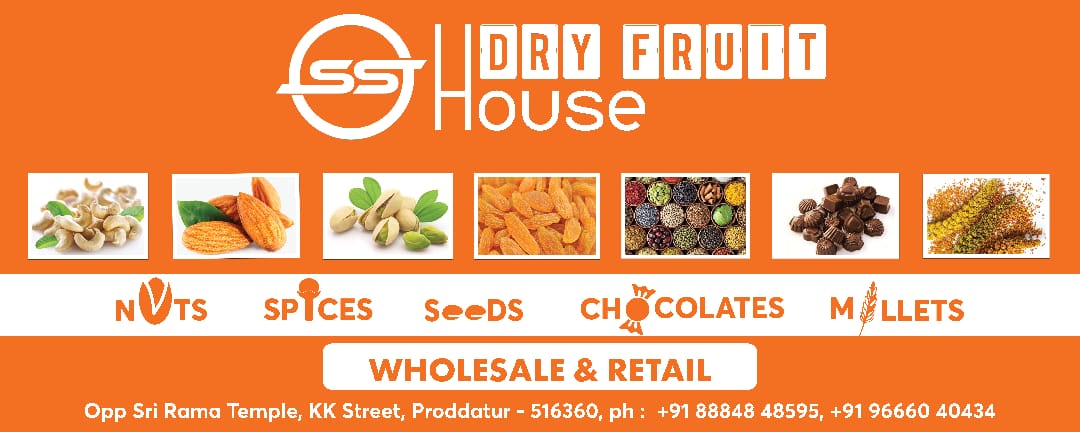 SS
DRY FRUIT
House
NUTS SPICES SeeDS CHOCOLATES MILLETS
WHOLESALE & RETAIL
Opp Sri Rama Temple, KK Street, Proddatur - 516360, ph : +91 88848 48595, +91 96660 40434